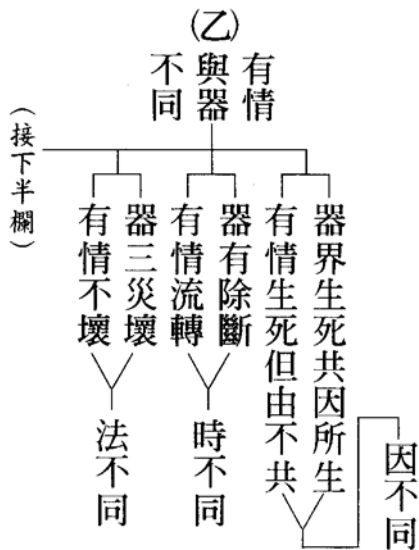 (乙)
有情
與器
不同
器界生死共因所生
有情生死但由不共
因不同
器有除斷
有情流轉
時不同
器三災壞
有情不壞
法不同
(接下半欄)